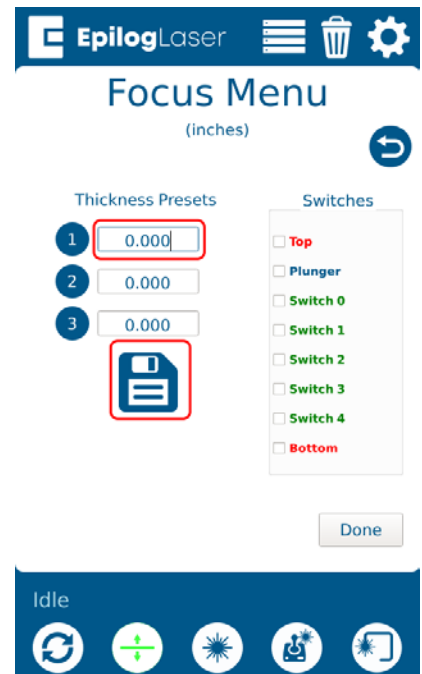 EpilogLaser
Focus Menu
(inches)
Thickness Presets
1 0.000
2 0.000
3 0.000
Switches
Top
Plunger
Switch 0
Switch 1
Switch 2
Switch 3
Switch 4
Bottom
Done
Idle